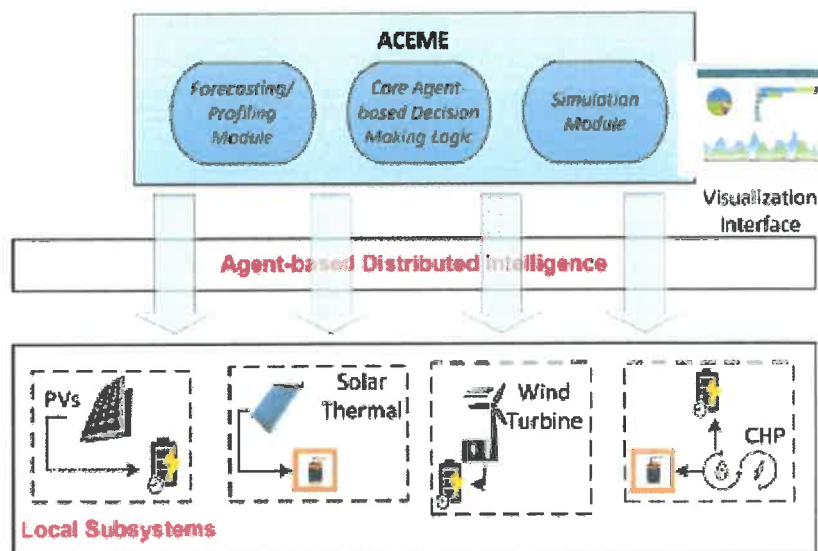 ACEME
Forecasting/
Profiling
Module
Core Agent-
based Decision
Making Logic
Simulation
Module
Visualization
Interface
Agent-based Distributed Intelligence
PVs
Solar
Thermal
Wind
Turbine
CHP
Local Subsystems